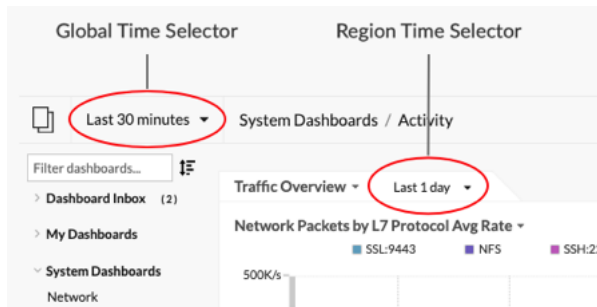 Global Time Selector
Region Time Selector
Last 30 minutes
System Dashboards / Activity
Filter dashboards...
Traffic Overview
Last 1 day
Dashboard Inbox (2)
My Dashboards
Network Packets by L7 Protocol Avg Rate
SSL:9443
NFS
System Dashboards
500K/s
Network